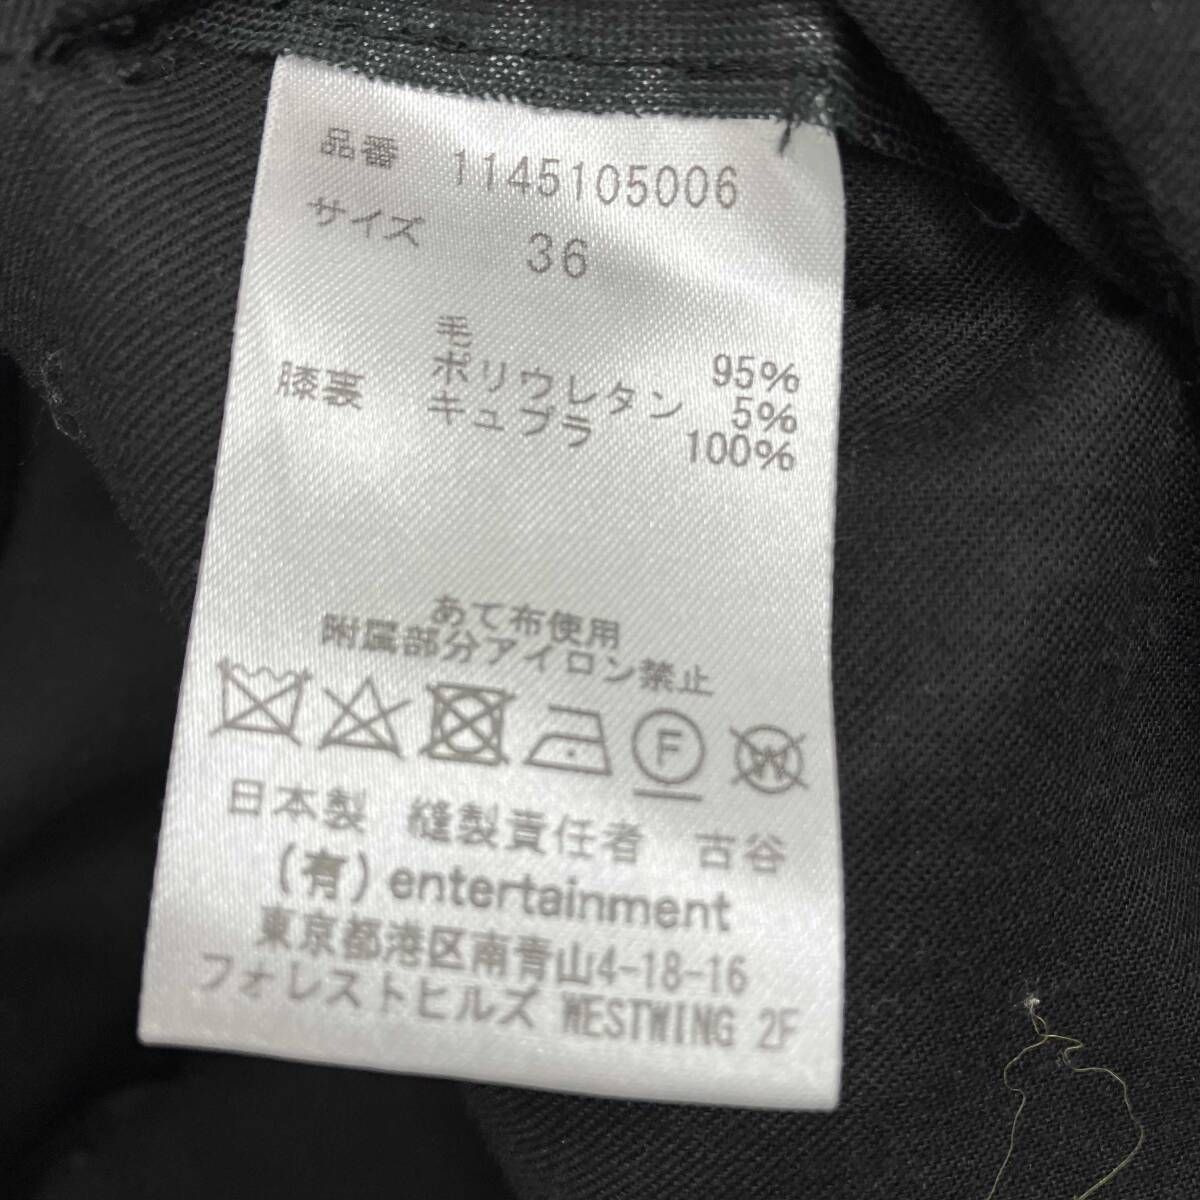 品番 1145105006
サイズ 36
毛 95%
ポリウレタン 5%
膝裏 キュプラ 100%
あて布使用
附属部分アイロン禁止
F W
日本製 縫製責任者 古谷
(有) entertainment
東京都港区南青山4-18-16
フォレストヒルズ WESTWING 2F